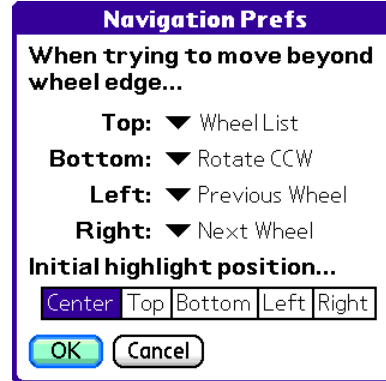 Navigation Prefs
When trying to move beyond
wheel edge...
Top: Wheel List
Bottom: Rotate CCW
Left: Previous Wheel
Right: Next Wheel
Initial highlight position...
Center Top Bottom Left Right
OK Cancel